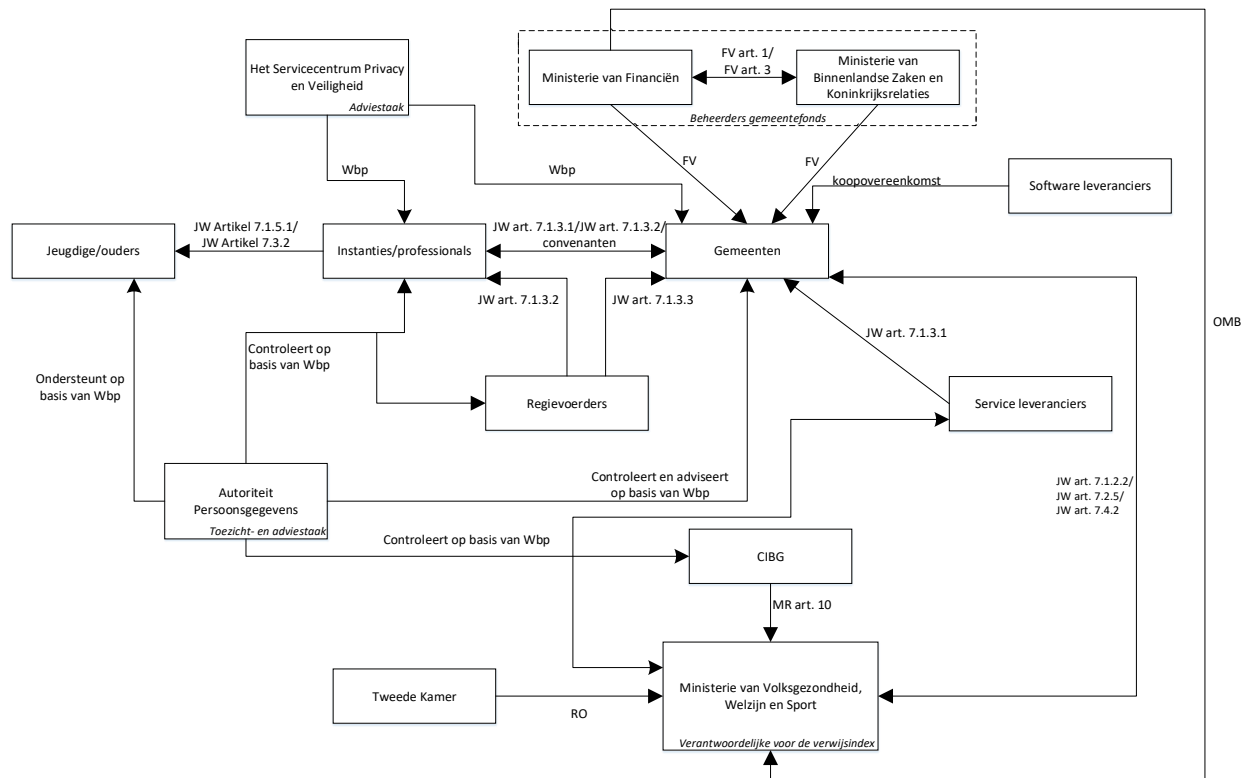 Het Servicecentrum Privacy
en Veiligheid
Adviestaak
Ministerie van Financiën
FV art. 1/
FV art. 3
Ministerie van
Binnenlandse Zaken en
Koninkrijksrelaties
Beheerders gemeentefonds
Wbp
Wbp
FV
FV
koopovereenkomst
Software leveranciers
Jeugdige/ouders
JW Artikel 7.1.5.1/
JW Artikel 7.3.2
Instanties/professionals
JW art. 7.1.3.1/JW art. 7.1.3.2/
convenanten
Gemeenten
JW art. 7.1.3.2
JW art. 7.1.3.3
OMB
JW art. 7.1.3.1
Controleert op
basis van Wbp
Ondersteunt op
basis van Wbp
Regievoerders
Service leveranciers
Autoriteit
Persoonsgegevens
Toezicht- en adviestaak
Controleert en adviseert
op basis van Wbp
JW art. 7.1.2.2/
JW art. 7.2.5/
JW art. 7.4.2
Controleert op basis van Wbp
CIBG
MR art. 10
Tweede Kamer
RO
Ministerie van Volksgezondheid,
Welzijn en Sport
Verantwoordelijke voor de verwijsindex